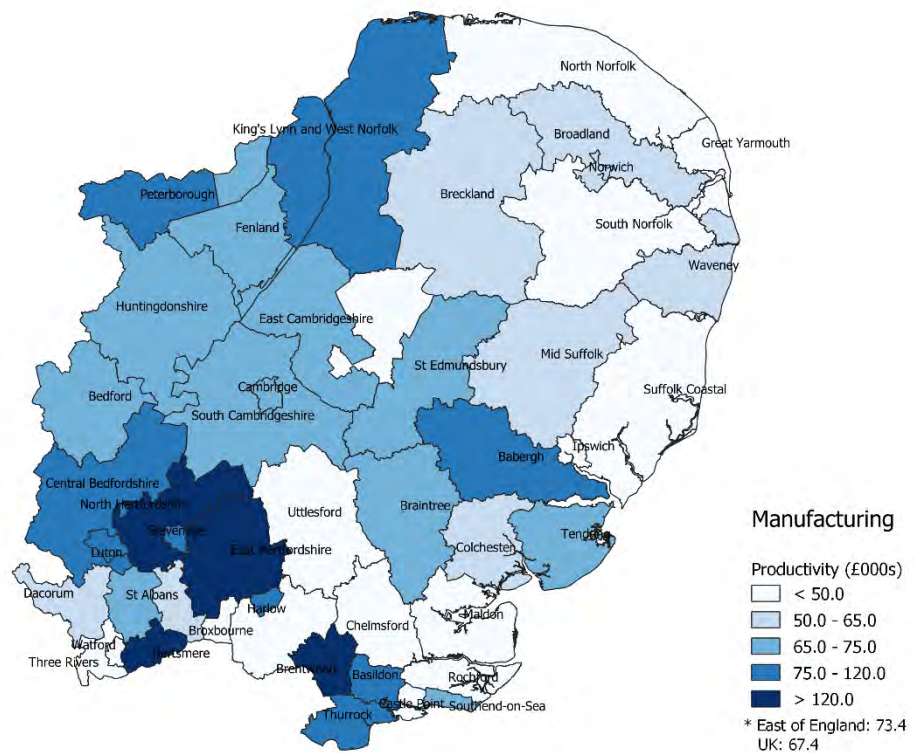 North Norfolk
King's Lynn and West Norfolk
Broadland
Great Yarmouth
Norwich
Peterborough
Breckland
Fenland
South Norfolk
Waveney
Huntingdonshire
East Cambridgeshire
Mid Suffolk
St Edmundsbury
Cambridge
Bedford
Suffolk Coastal
South Cambridgeshire
Ipswich
Babergh
Central Bedfordshire
North Hertfordshire
Uttlesford
Braintree
Stevenage
Tendring
Luton
East Hertfordshire
Colchester
Dacorum
St Albans
Harlow
Maldon
Broxbourne
Chelmsford
Watford
Hertsmere
Three Rivers
Brentwood
Basildon
Rochford
Castle Point
Southend-on-Sea
Thurrock
Manufacturing
Productivity (£000s)
< 50.0
50.0 - 65.0
65.0 - 75.0
75.0 - 120.0
> 120.0
* East of England: 73.4
UK: 67.4